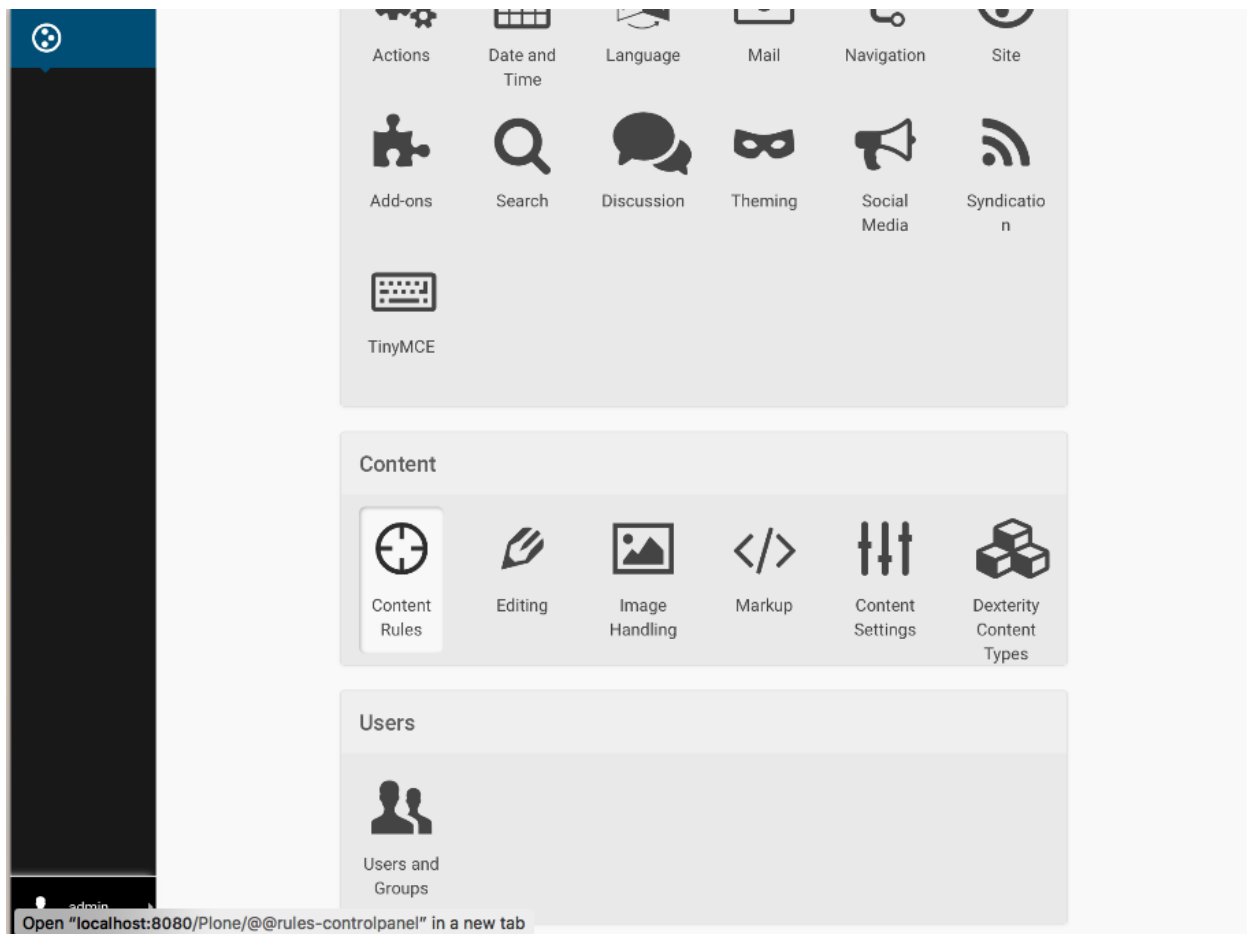 Actions
Date and
Time
Language
Mail
Navigation
Site
Add-ons
Search
Discussion
Theming
Social
Media
Syndicatio
n
TinyMCE
Content
Content
Rules
Editing
Image
Handling
Markup
Content
Settings
Dexterity
Content
Types
Users
Users and
Groups
admin
Open "localhost:8080/Plone/@@rules-controlpanel" in a new tab